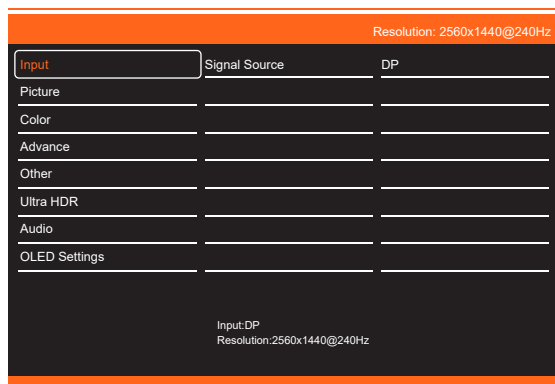 Resolution: 2560x1440@240Hz
Input Signal Source DP
Picture
Color
Advance
Other
Ultra HDR
Audio
OLED Settings
Input:DP
Resolution:2560x1440@240Hz